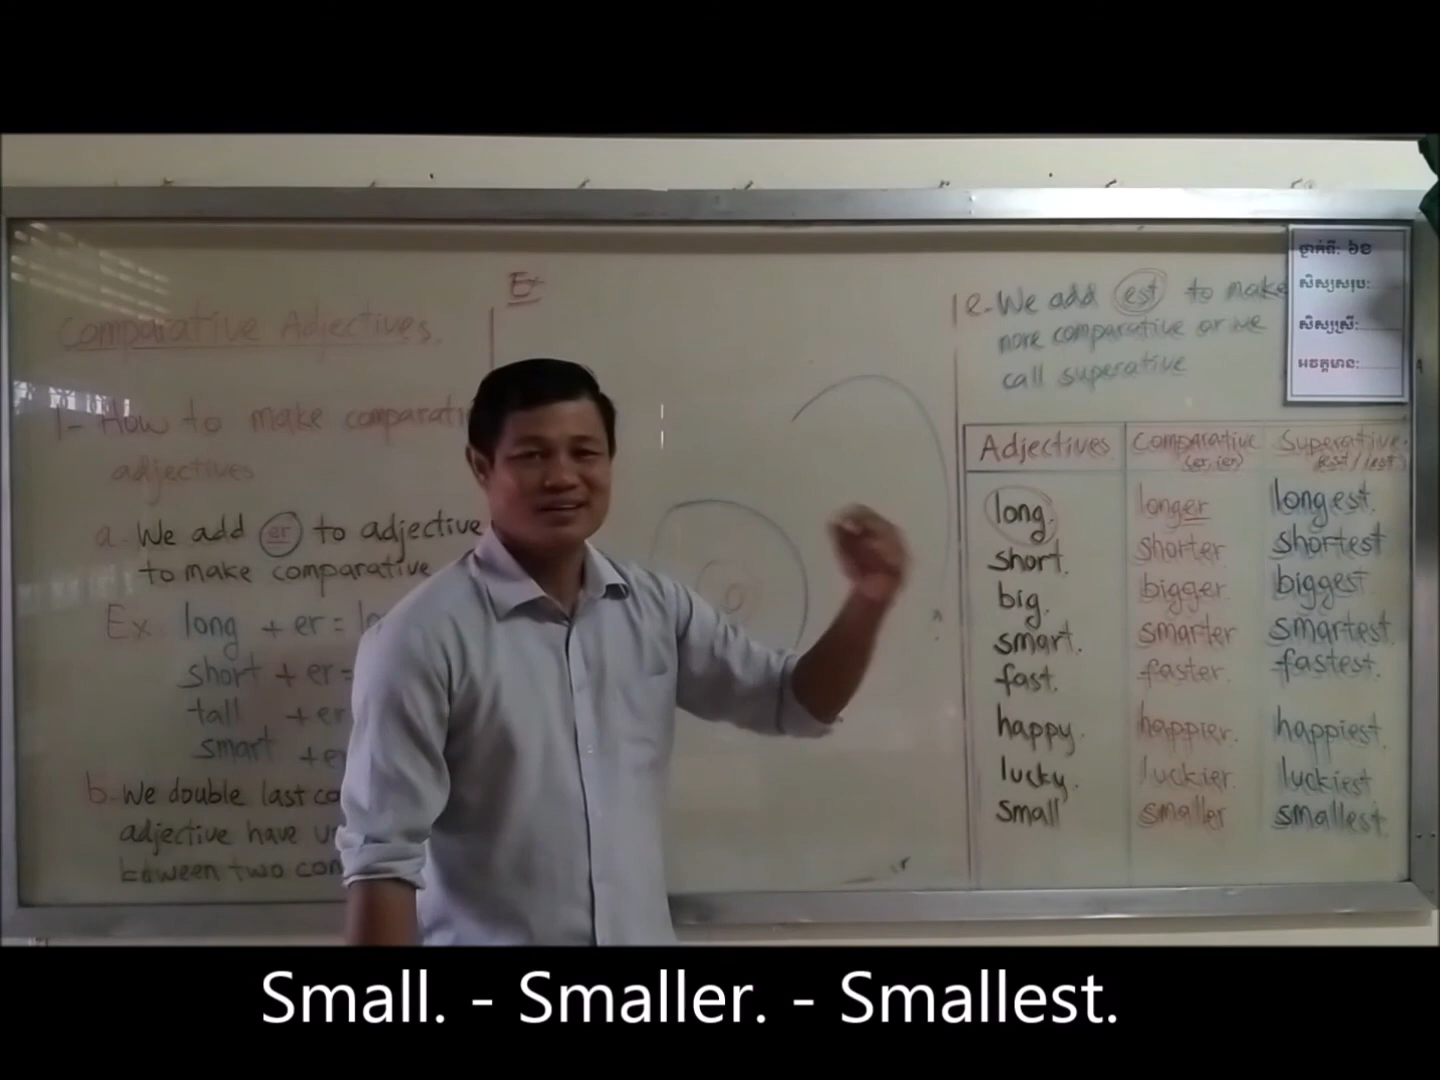 Comparative Adjectives.
1- How to make comparati
adjectives
a. We add er to adjective
to make comparative
Ex: long + er = lo
short + er =
tall + er
smart + er
b. We double last co
adjective have
between two con
Ex
e. We add est to make
more comparative or we
call superative
Adjectives Comparative (er, ier) Superative. (est / iest)
long. longer longest.
short. shorter shortest
big. bigger biggest
smart. smarter smartest.
fast. faster. fastest.
happy. happier. happiest.
lucky. luckier. luckiest
small smaller smallest.
ថ្នាក់ទី: ៦ខ
សិស្សសរុប:
សិស្សស្រី:
អវត្តមាន:
Small. - Smaller. - Smallest.